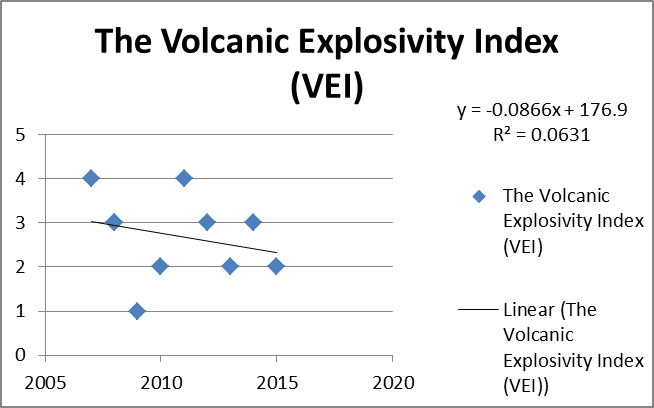 The Volcanic Explosivity Index
(VEI)
y = -0.0866x + 176.9
R² = 0.0631
5
4
3
2
1
0
2005
2010
2015
2020
The Volcanic
Explosivity Index
(VEI)
Linear (The
Volcanic
Explosivity Index
(VEI))